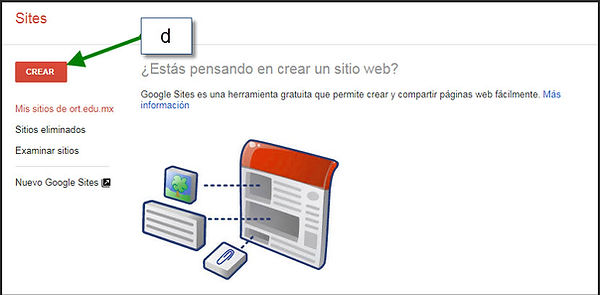 Sites
d
CREAR
¿Estás pensando en crear un sitio web?
Google Sites es una herramienta gratuita que permite crear y compartir páginas web fácilmente. Más
información
Mis sitios de ort.edu.mx
Sitios eliminados
Examinar sitios
Nuevo Google Sites